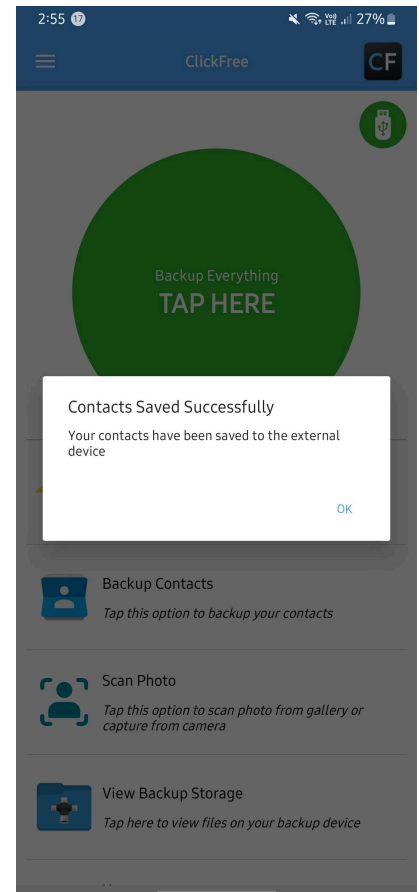 2:55 17 Vo)) LTE 27%
ClickFree CF
Backup Everything
TAP HERE
Contacts Saved Successfully
Your contacts have been saved to the external
device
OK
Backup Contacts
Tap this option to backup your contacts
Scan Photo
Tap this option to scan photo from gallery or
capture from camera
View Backup Storage
Tap here to view files on your backup device